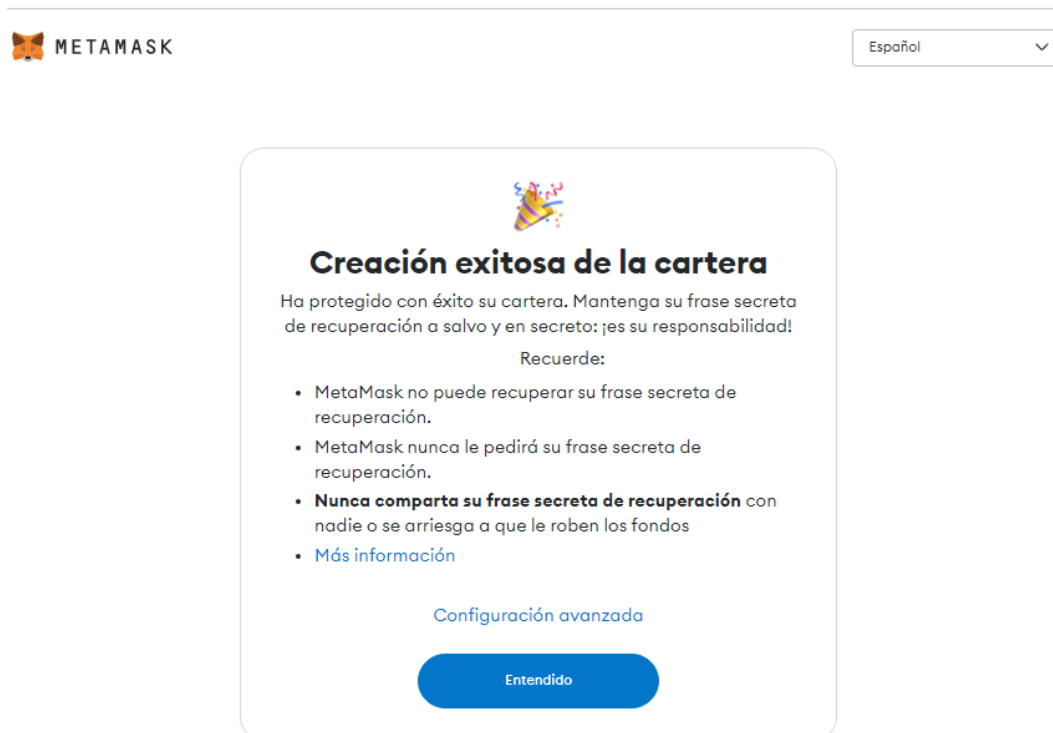 METAMASK
Español
Creación exitosa de la cartera
Ha protegido con éxito su cartera. Mantenga su frase secreta
de recuperación a salvo y en secreto: ¡es su responsabilidad!
Recuerde:
• MetaMask no puede recuperar su frase secreta de
recuperación.
• MetaMask nunca le pedirá su frase secreta de
recuperación.
• Nunca comparta su frase secreta de recuperación con
nadie o se arriesga a que le roben los fondos
• Más información
Configuración avanzada
Entendido